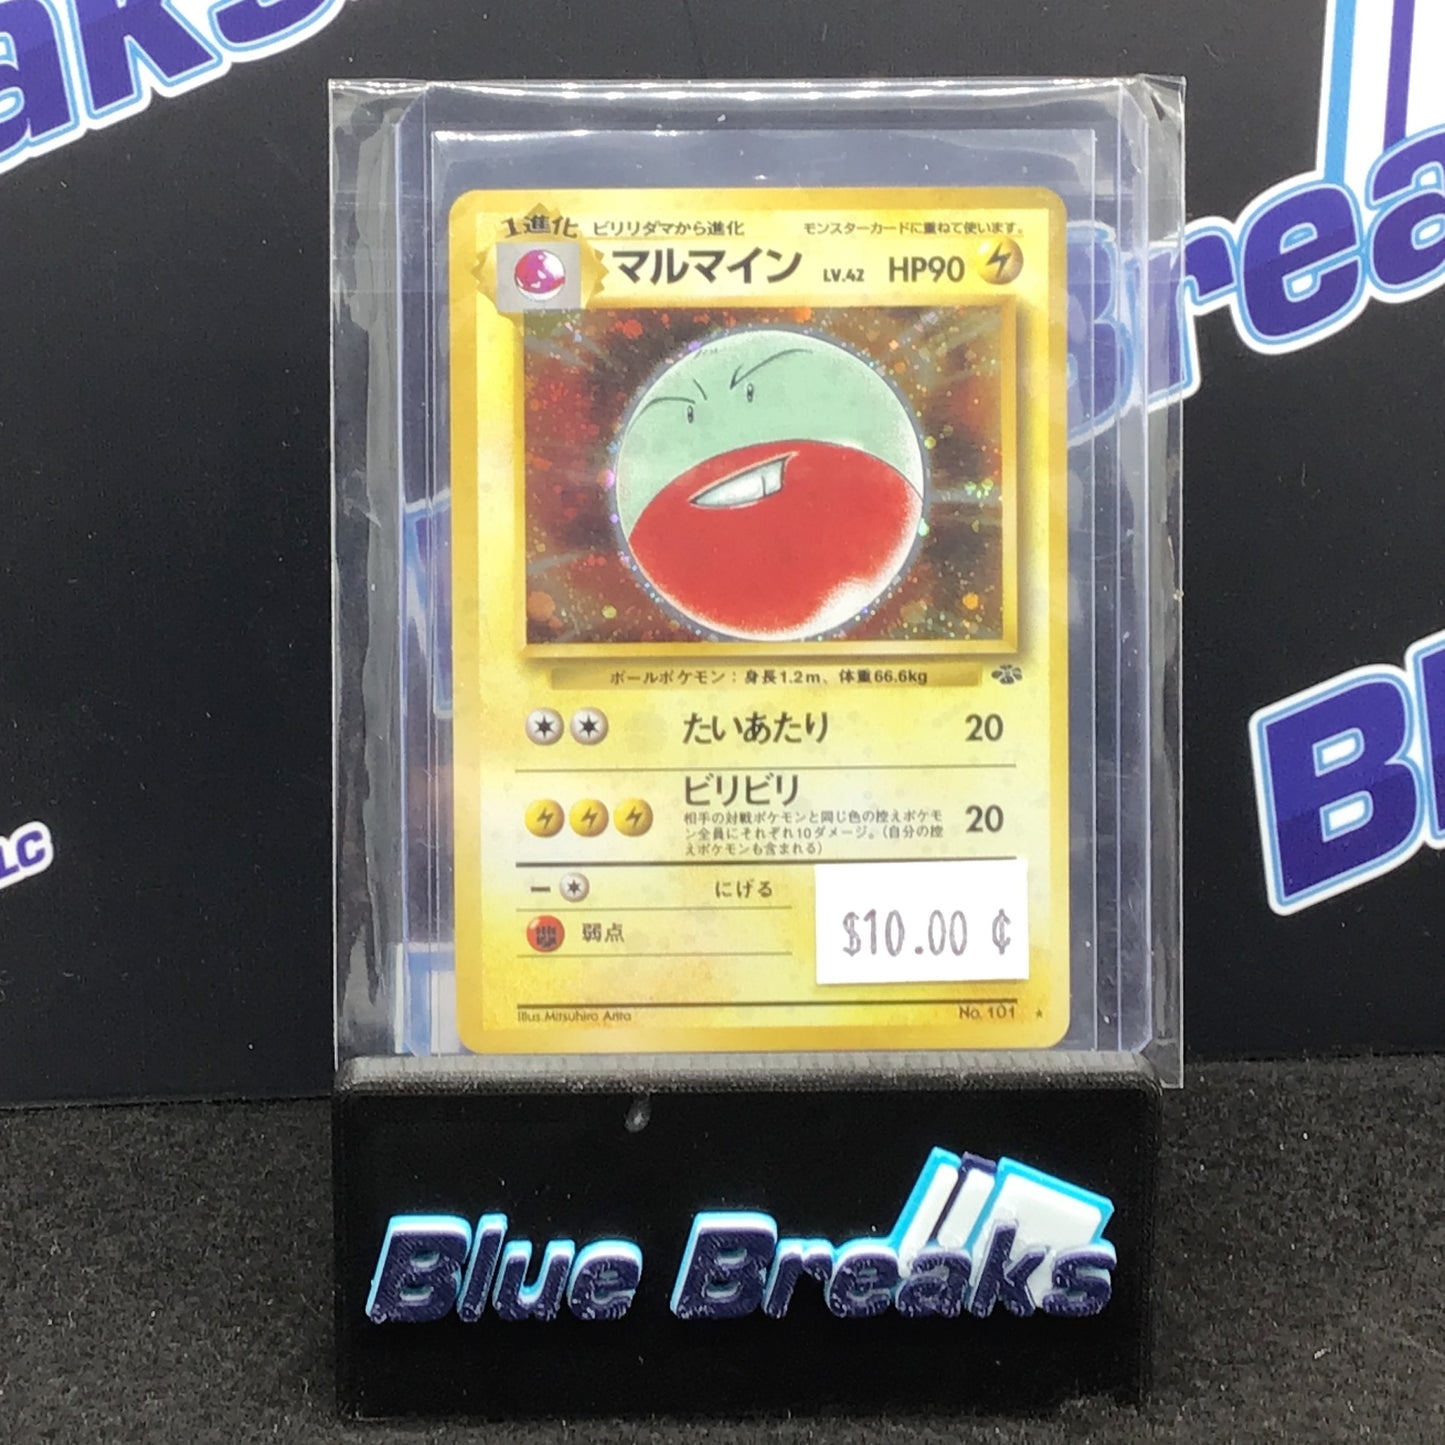 aks
Breaks
1進化 ビリリダマから進化 モンスターカードに重ねて使います。
マルマイン LV.42 HP90
ボールポケモン：身長1.2m、体重66.6kg
たいあたり 20
ビリビリ
相手の対戦ポケモンと同じ色の控えポケモ
ン全員にそれぞれ10ダメージ。（自分の控
えポケモンも含まれる）
20
ー にげる
弱点
$10.00 ¢
Illus.Mitsuhiro Arita No. 101 ★
LC
Bl
Blue Breaks